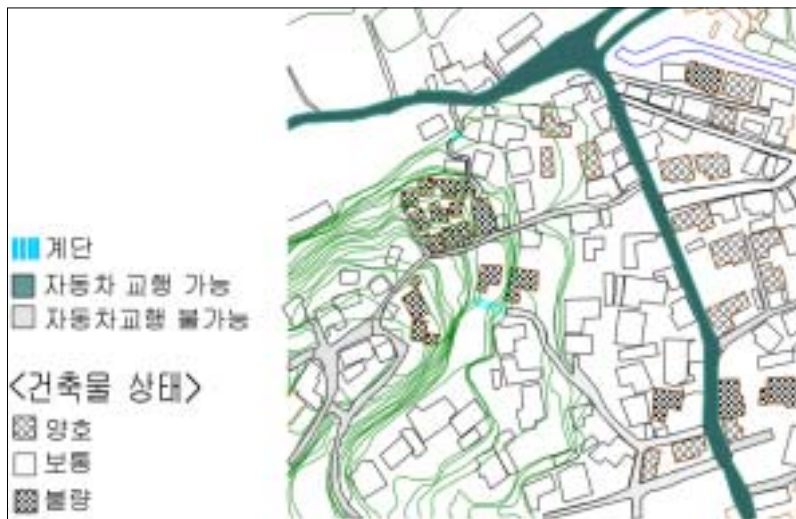 계단
자동차 교행 가능
자동차교행 불가능
<건축물 상태>
양호
보통
불량